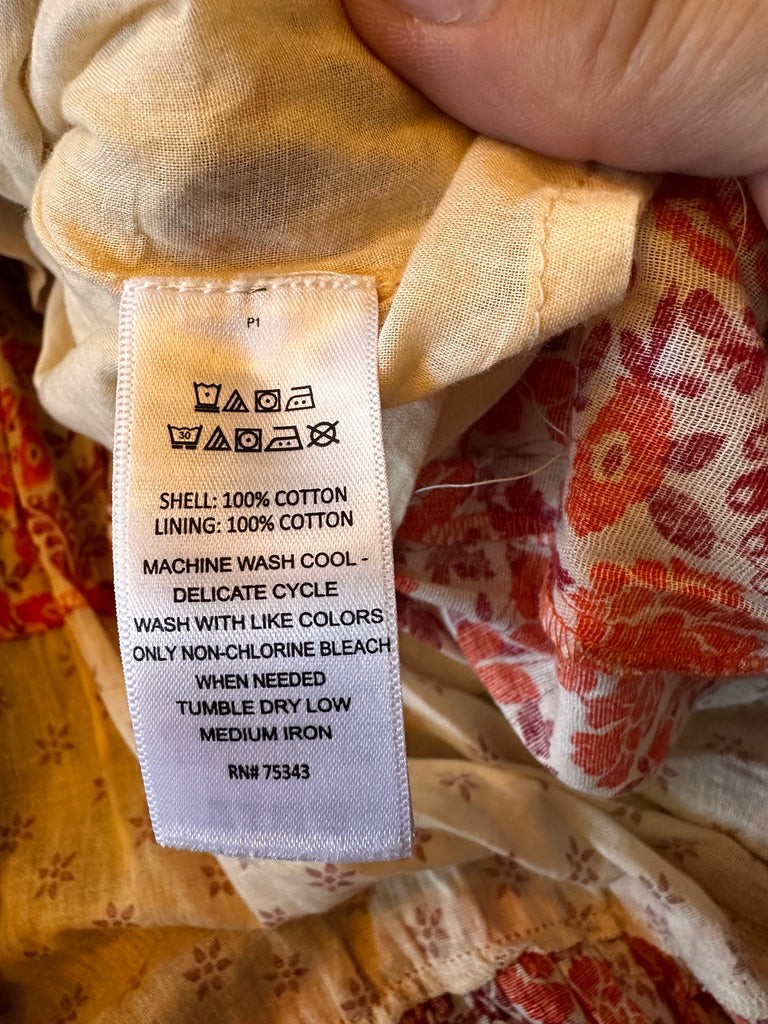 P1
30
SHELL: 100% COTTON
LINING: 100% COTTON
MACHINE WASH COOL -
DELICATE CYCLE
WASH WITH LIKE COLORS
ONLY NON-CHLORINE BLEACH
WHEN NEEDED
TUMBLE DRY LOW
MEDIUM IRON
RN# 75343